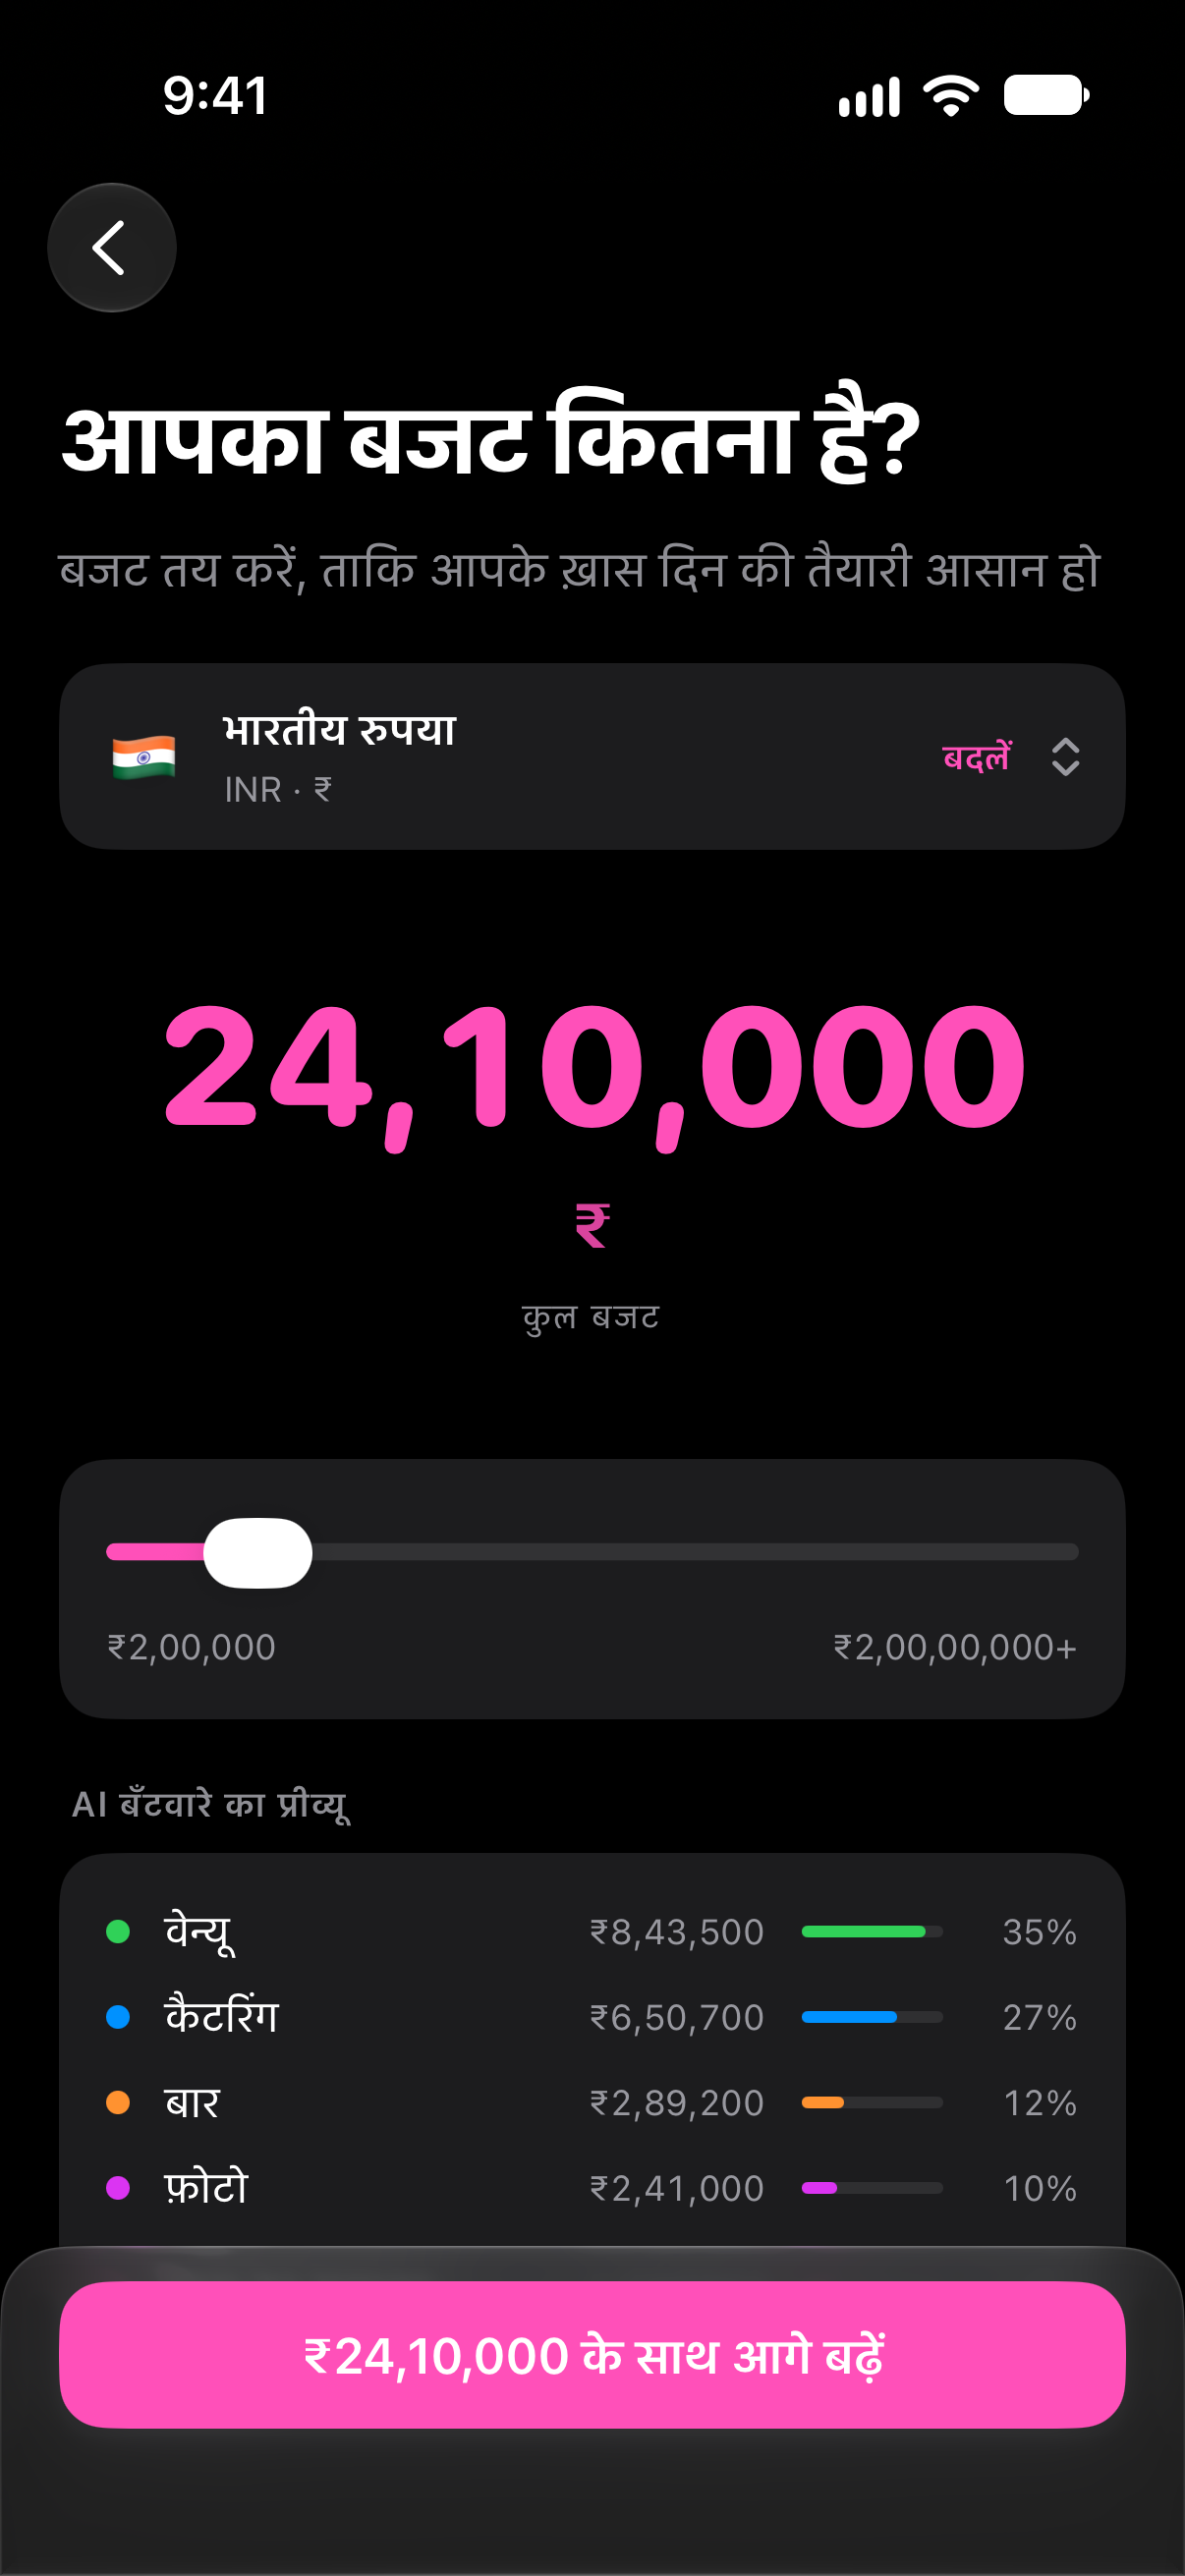 9:41
आपका बजट कितना है?
बजट तय करें, ताकि आपके ख़ास दिन की तैयारी आसान हो
भारतीय रुपया
INR · ₹
बदलें
24,10,000
₹
कुल बजट
₹2,00,000
₹2,00,00,000+
AI बँटवारे का प्रीव्यू
वेन्यू ₹8,43,500 35%
कैटरिंग ₹6,50,700 27%
बार ₹2,89,200 12%
फ़ोटो ₹2,41,000 10%
₹24,10,000 के साथ आगे बढ़ें